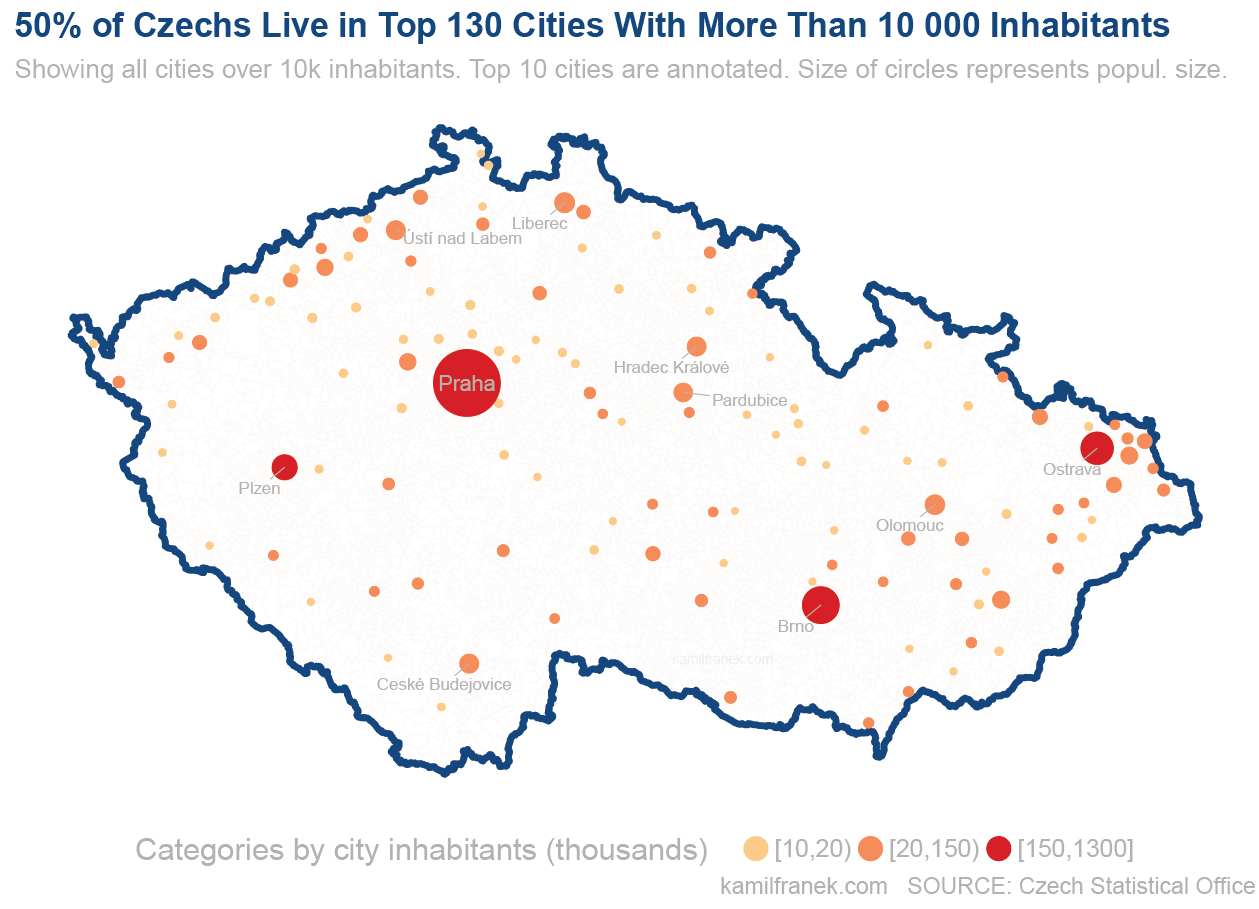 50% of Czechs Live in Top 130 Cities With More Than 10 000 Inhabitants
Showing all cities over 10k inhabitants. Top 10 cities are annotated. Size of circles represents popul. size.
Liberec
Ústí nad Labem
Hradec Králové
Praha
Pardubice
Ostrava
Plzen
Olomouc
Brno
kamilfranek.com
Ceské Budejovice
Categories by city inhabitants (thousands) [10,20) [20,150) [150,1300]
kamilfranek.com SOURCE: Czech Statistical Office